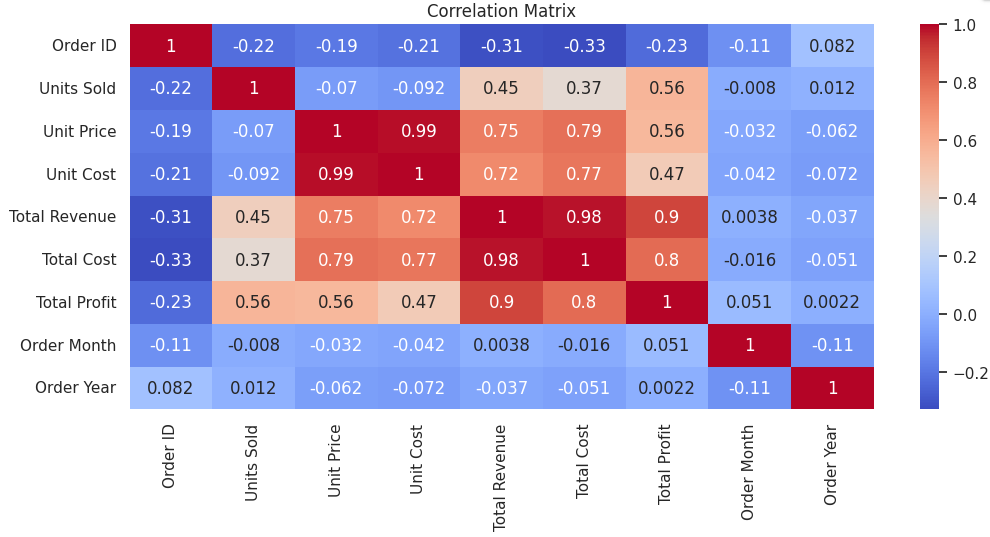 Correlation Matrix
Order ID 1 -0.22 -0.19 -0.21 -0.31 -0.33 -0.23 -0.11 0.082
Units Sold -0.22 1 -0.07 -0.092 0.45 0.37 0.56 -0.008 0.012
Unit Price -0.19 -0.07 1 0.99 0.75 0.79 0.56 -0.032 -0.062
Unit Cost -0.21 -0.092 0.99 1 0.72 0.77 0.47 -0.042 -0.072
Total Revenue -0.31 0.45 0.75 0.72 1 0.98 0.9 0.0038 -0.037
Total Cost -0.33 0.37 0.79 0.77 0.98 1 0.8 -0.016 -0.051
Total Profit -0.23 0.56 0.56 0.47 0.9 0.8 1 0.051 0.0022
Order Month -0.11 -0.008 -0.032 -0.042 0.0038 -0.016 0.051 1 -0.11
Order Year 0.082 0.012 -0.062 -0.072 -0.037 -0.051 0.0022 -0.11 1
Order ID
Units Sold
Unit Price
Unit Cost
Total Revenue
Total Cost
Total Profit
Order Month
Order Year
1.0
0.8
0.6
0.4
0.2
0.0
−0.2